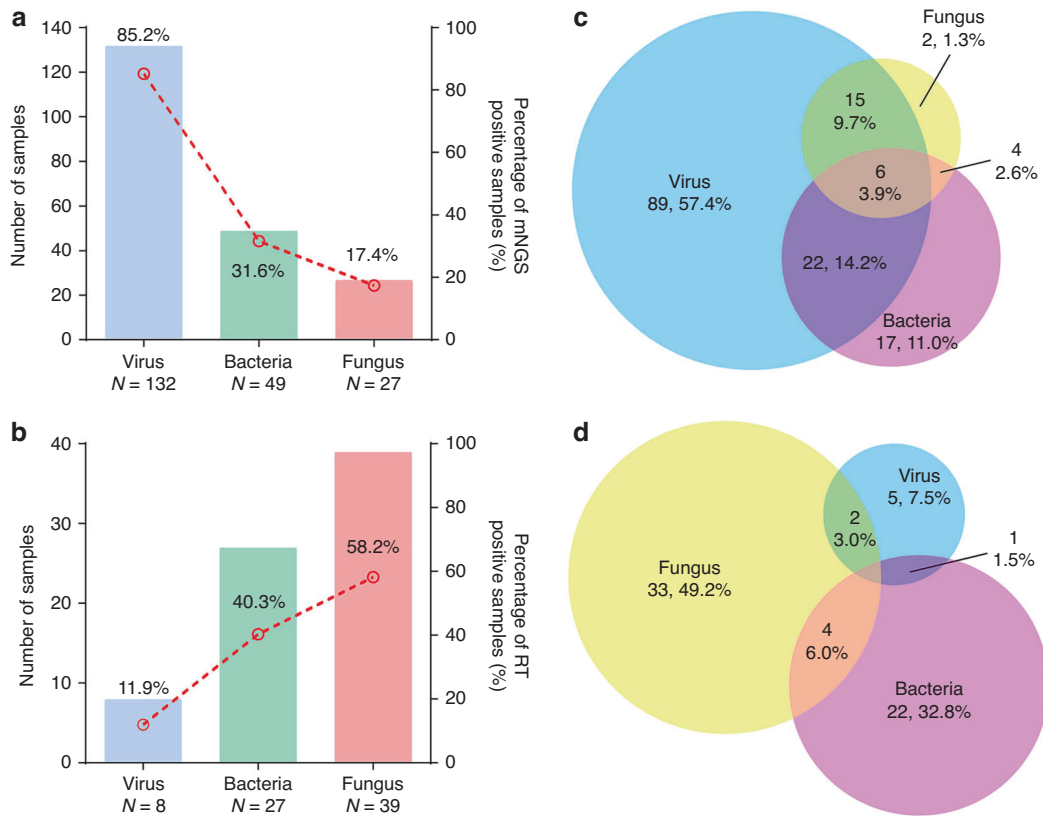 a
140
120
100
80
60
40
20
0
Number of samples
85.2%
31.6%
17.4%
100
80
60
40
20
0
Percentage of mNGS
positive samples (%)
Virus
N = 132
Bacteria
N = 49
Fungus
N = 27
c
Fungus
2, 1.3%
15
9.7%
4
2.6%
6
3.9%
Virus
89, 57.4%
22, 14.2%
Bacteria
17, 11.0%
b
40
30
20
10
0
Number of samples
11.9%
40.3%
58.2%
100
80
60
40
20
0
Percentage of RT
positive samples (%)
Virus
N = 8
Bacteria
N = 27
Fungus
N = 39
d
Virus
5, 7.5%
2
3.0%
1
1.5%
Fungus
33, 49.2%
4
6.0%
Bacteria
22, 32.8%